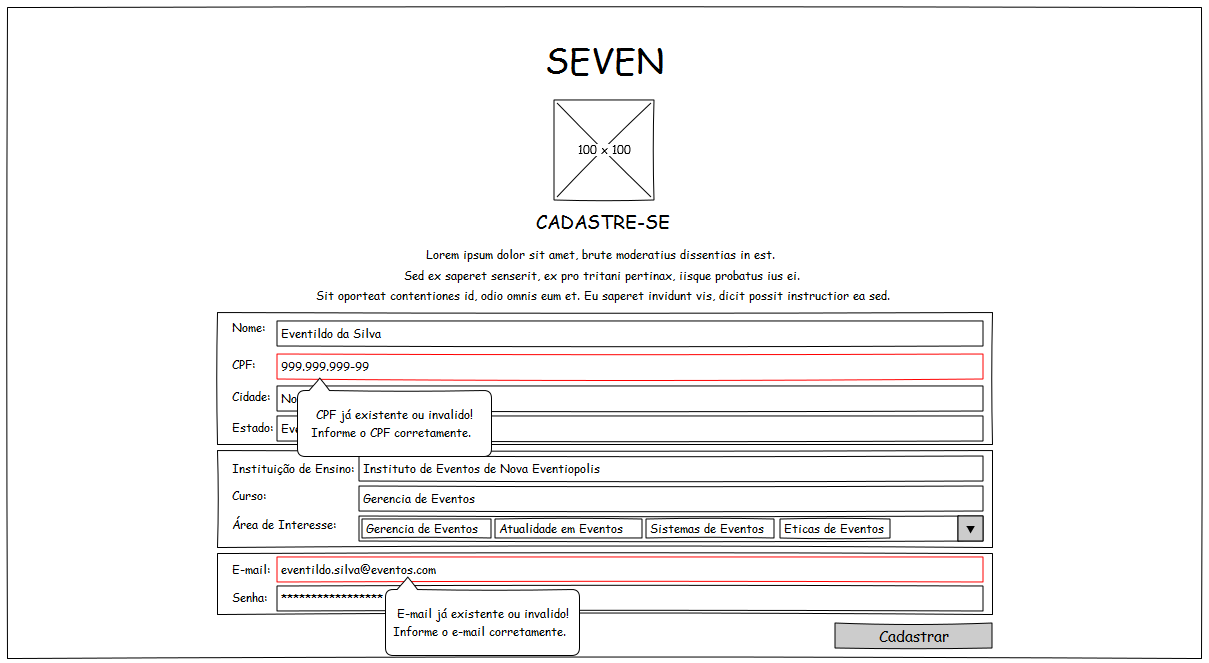 SEVEN
100 x 100
CADASTRE-SE
Lorem ipsum dolor sit amet, brute moderatius dissentias in est.
Sed ex saperet senserit, ex pro tritani pertinax, iisque probatus ius ei.
Sit oporteat contentiones id, odio omnis eum et. Eu saperet invidunt vis, dicit possit instructior ea sed.
Nome: Eventildo da Silva
CPF: 999.999.999-99
Cidade: No
CPF já existente ou invalido!
Estado: Eve
Informe o CPF corretamente.
Instituição de Ensino: Instituto de Eventos de Nova Eventiopolis
Curso: Gerencia de Eventos
Área de Interesse: Gerencia de Eventos Atualidade em Eventos Sistemas de Eventos Eticas de Eventos
E-mail: eventildo.silva@eventos.com
Senha: *****************
E-mail já existente ou invalido!
Informe o e-mail corretamente.
Cadastrar